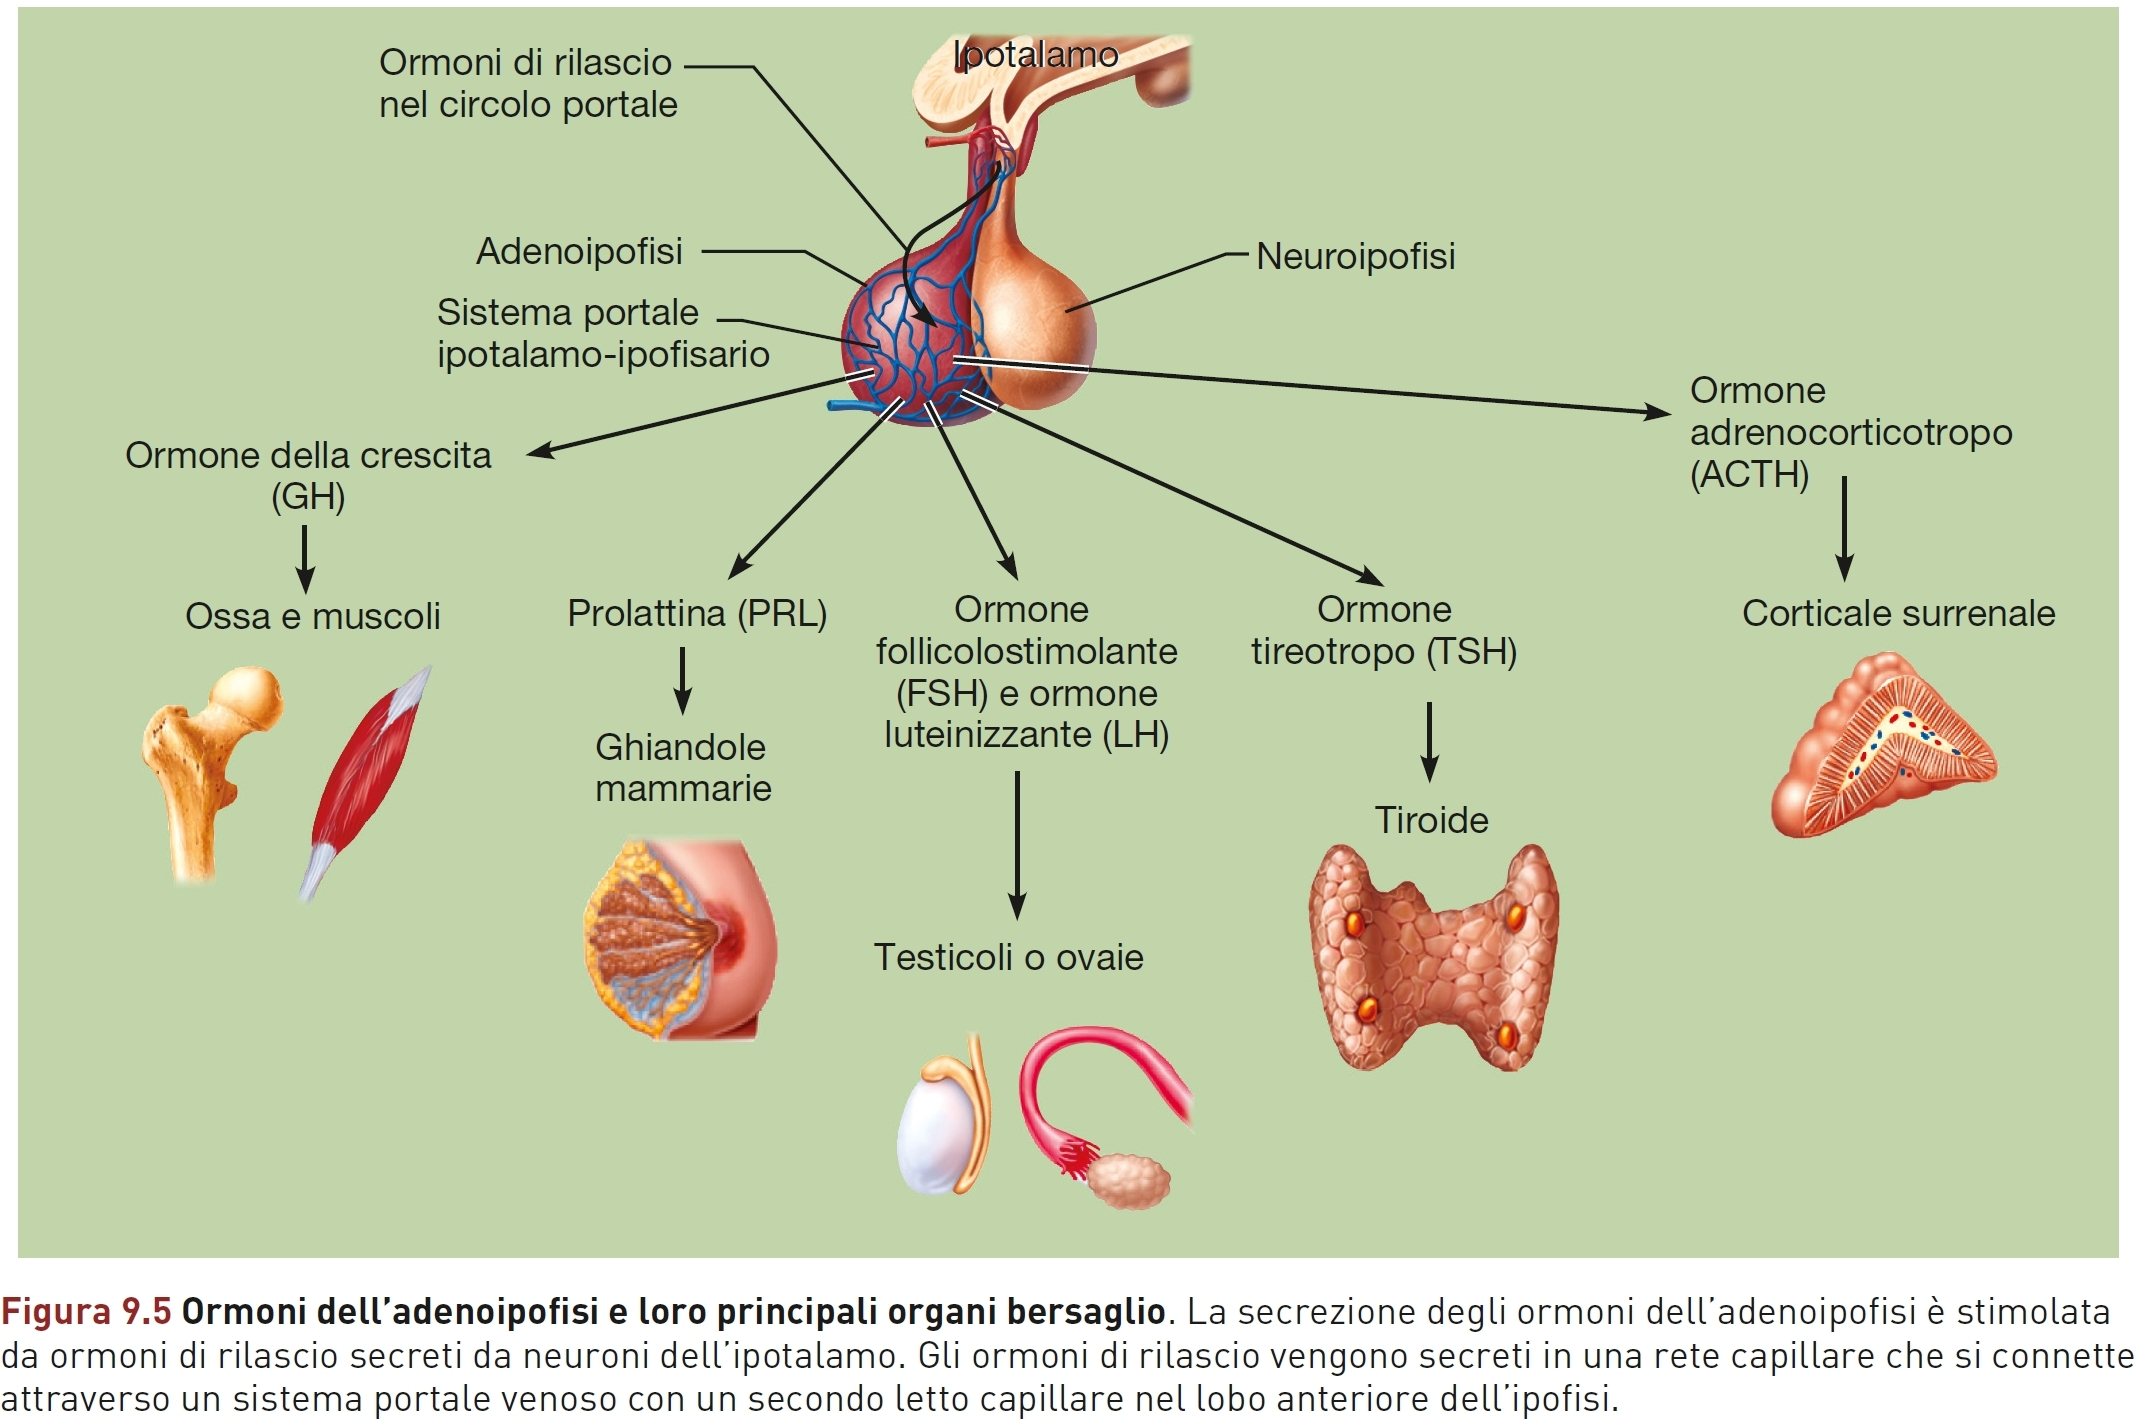 Ipotalamo
Ormoni di rilascio
nel circolo portale
Adenoipofisi
Neuroipofisi
Sistema portale
ipotalamo-ipofisario
Ormone
adrenocorticotropo
(ACTH)
Ormone della crescita
(GH)
Ossa e muscoli
Prolattina (PRL)
Ormone
follicolostimolante
(FSH) e ormone
luteinizzante (LH)
Ormone
tireotropo (TSH)
Corticale surrenale
Ghiandole
mammarie
Tiroide
Testicoli o ovaie
Figura 9.5 Ormoni dell’adenoipofisi e loro principali organi bersaglio. La secrezione degli ormoni dell’adenoipofisi è stimolata
da ormoni di rilascio secreti da neuroni dell’ipotalamo. Gli ormoni di rilascio vengono secreti in una rete capillare che si connette
attraverso un sistema portale venoso con un secondo letto capillare nel lobo anteriore dell’ipofisi.